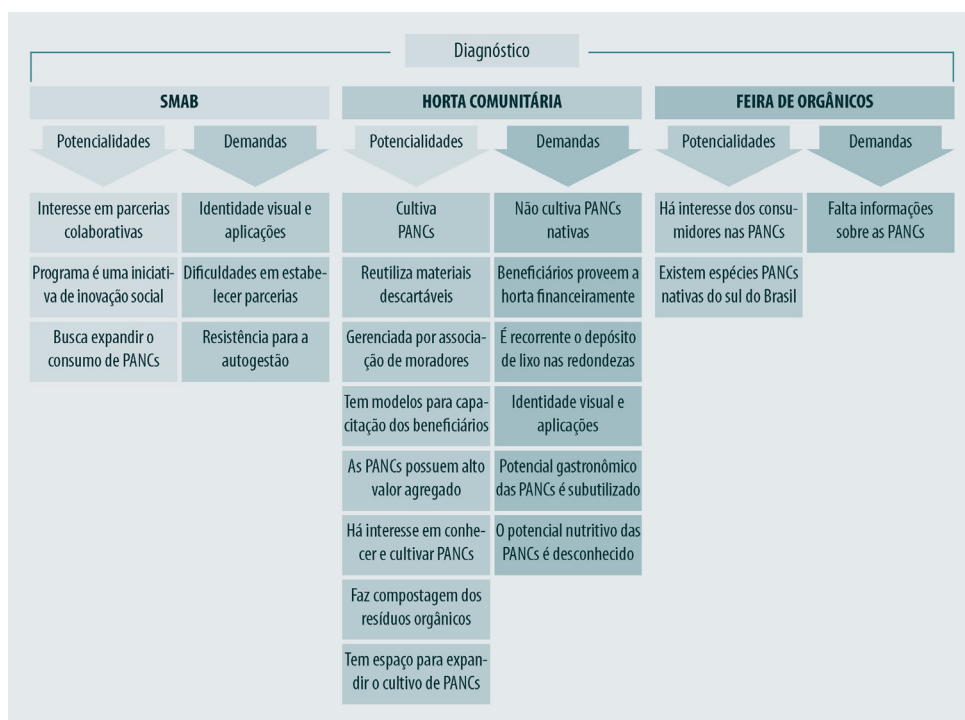 Diagnóstico
SMAB
Potencialidades
Interesse em parcerias
colaborativas
Programa é uma iniciati-
va de inovação social
Busca expandir o
consumo de PANCs
Demandas
Identidade visual e
aplicações
Dificuldades em estabe-
lecer parcerias
Resistência para a
autogestão
HORTA COMUNITÁRIA
Potencialidades
Cultiva
PANCs
Reutiliza materiais
descartáveis
Gerenciada por associa-
ção de moradores
Tem modelos para capa-
citação dos beneficiários
As PANCs possuem alto
valor agregado
Há interesse em conhe-
cer e cultivar PANCs
Faz compostagem dos
resíduos orgânicos
Tem espaço para expan-
dir o cultivo de PANCs
Demandas
Não cultiva PANCs
nativas
Beneficiários proveem a
horta financeiramente
É recorrente o depósito
de lixo nas redondezas
Identidade visual e
aplicações
Potencial gastronômico
das PANCs é subutilizado
O potencial nutritivo das
PANCs é desconhecido
FEIRA DE ORGÂNICOS
Potencialidades
Há interesse dos consu-
midores nas PANCs
Existem espécies PANCs
nativas do sul do Brasil
Demandas
Falta informações
sobre as PANCs